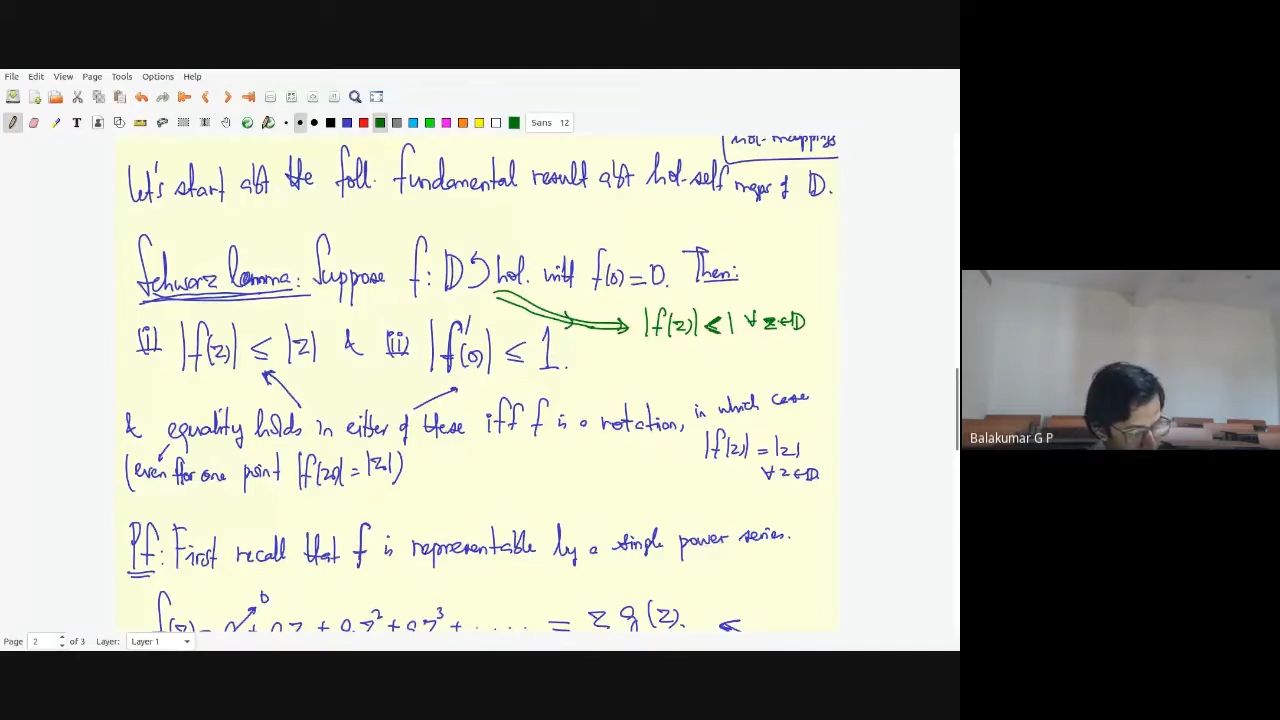 File Edit View Page Tools Options Help
Sans 12
hol-mappings
Let's start abt the foll. fundamental result abt hol-self maps of 𝔻.
Schwarz Lemma: Suppose f: 𝔻↺ hol. with f(0)=0. Then:
|f(z)| < 1 ∀ z∈𝔻
(i) |f(z)| ≤ |z| & (ii) |f'(0)| ≤ 1.
& equality holds in either of these iff f is a rotation, in which case
|f(z)| = |z|
∀ z∈𝔻
(even for one point |f(z₀)| = |z₀|)
Pf: First recall that f is representable by a single power series.
0
= z g(z).
Page 2 of 3 Layer: Layer 1
Balakumar G P